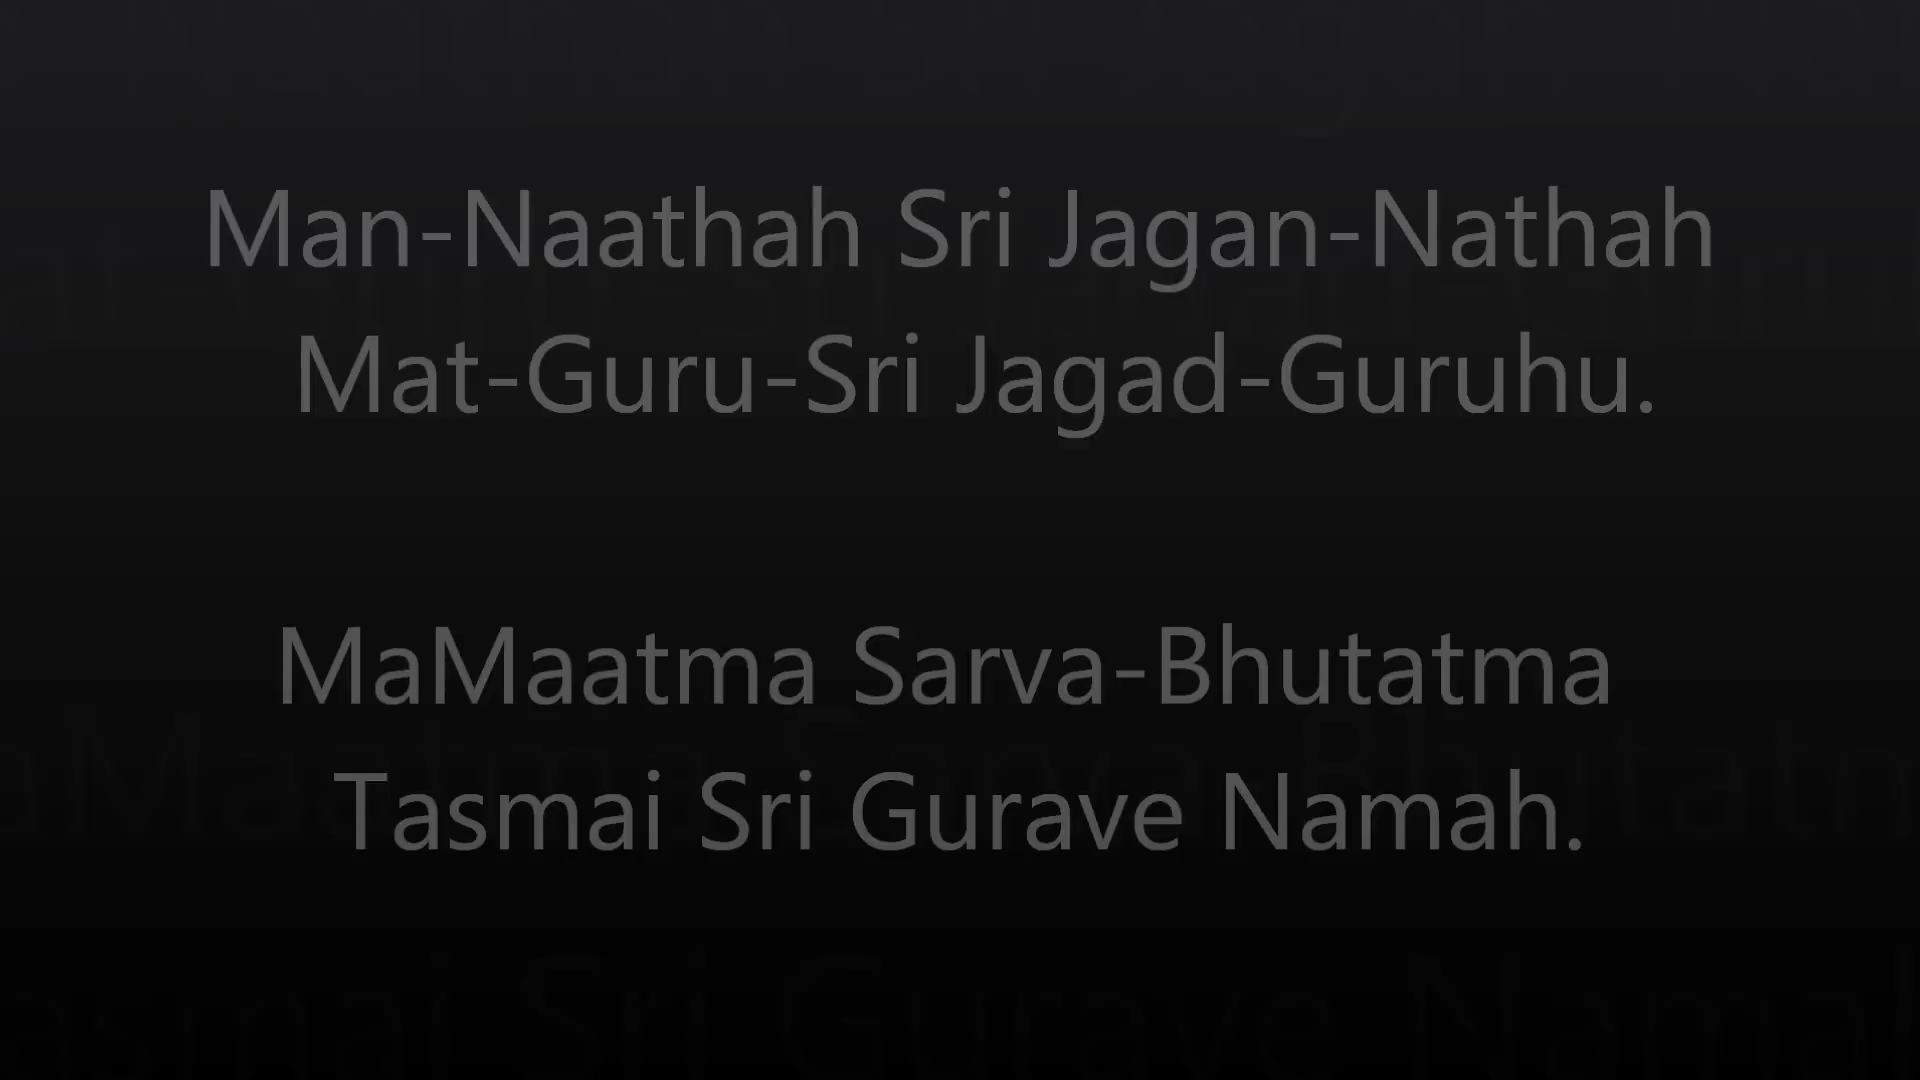 Man-Naathah Sri Jagan-Nathah
Mat-Guru-Sri Jagad-Guruhu.
MaMaatma Sarva-Bhutatma
Tasmai Sri Gurave Namah.